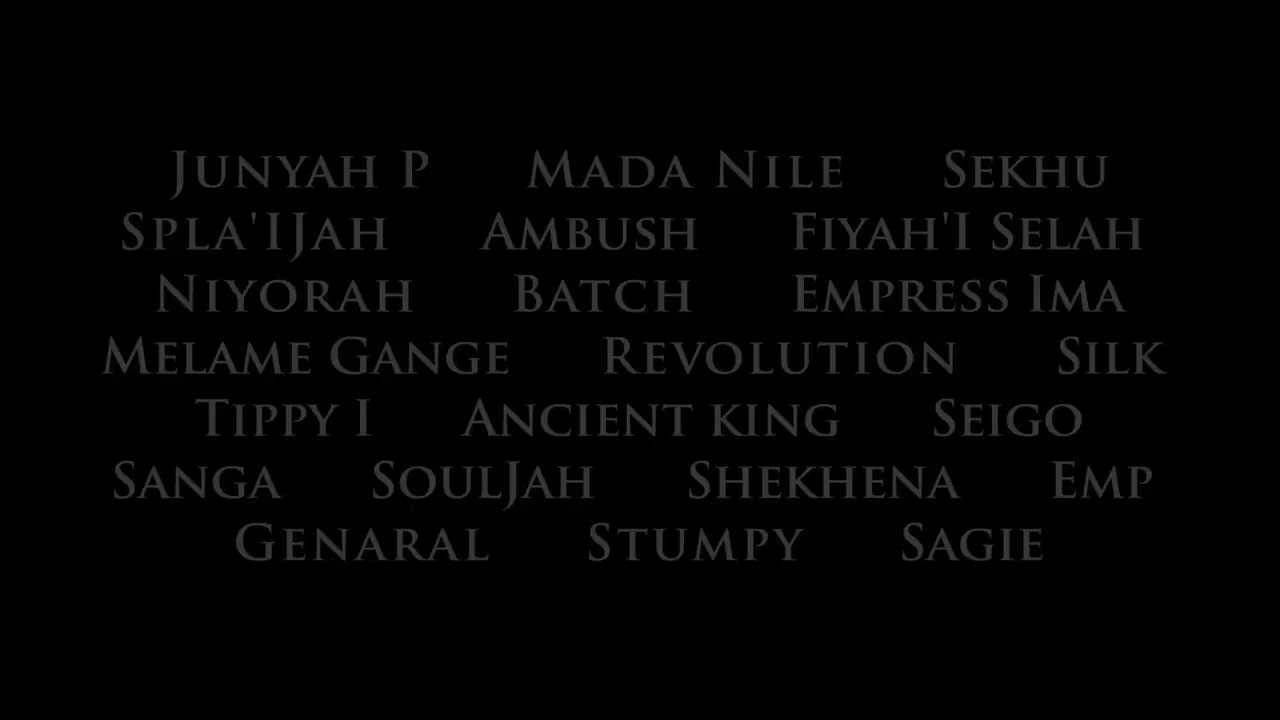 Junyah P Mada Nile Sekhu
Spla'IJah Ambush Fiyah'I Selah
Niyorah Batch Empress Ima
Melame Gange Revolution Silk
Tippy I Ancient king Seigo
Sanga SoulJah Shekhena Emp
Genaral Stumpy Sagie